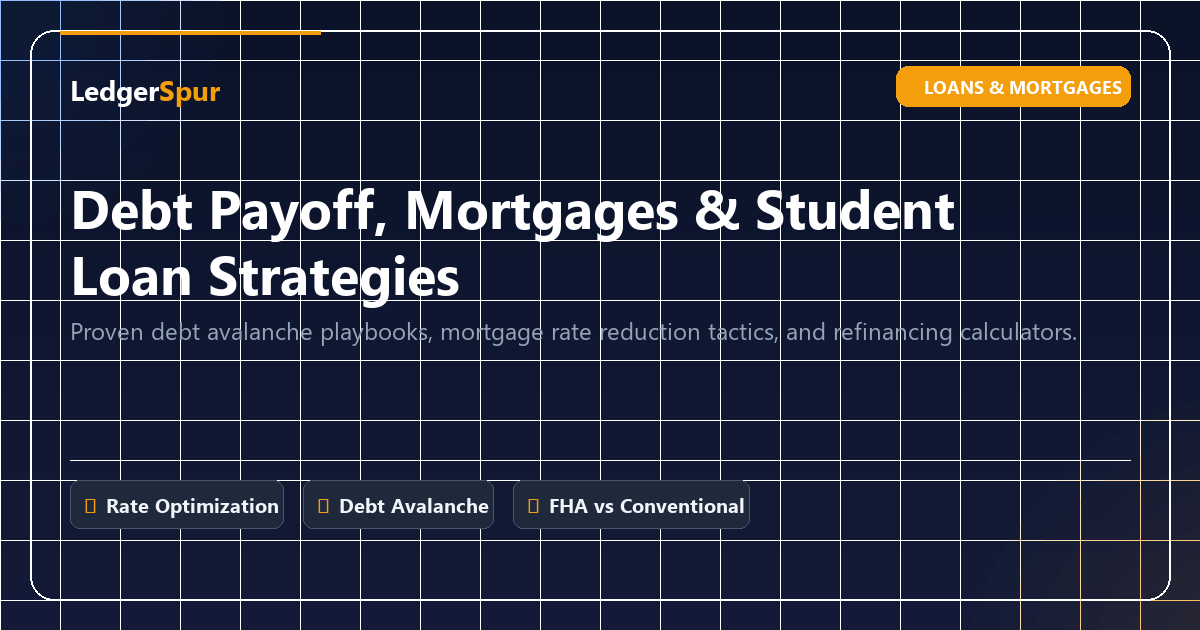 LedgerSpur
LOANS & MORTGAGES
Debt Payoff, Mortgages & Student
Loan Strategies
Proven debt avalanche playbooks, mortgage rate reduction tactics, and refinancing calculators.
Rate Optimization
Debt Avalanche
FHA vs Conventional